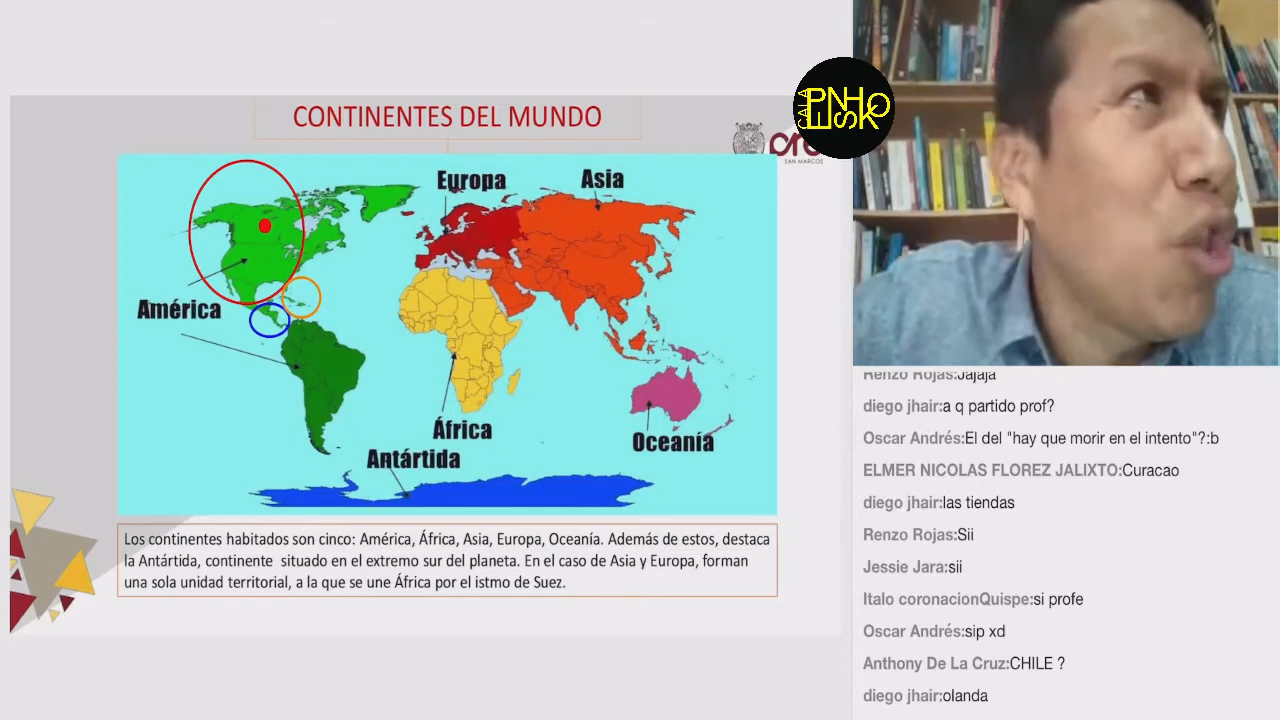 CONTINENTES DEL MUNDO
SAN MARCOS
Europa
Asia
América
África
Oceanía
Antártida
Los continentes habitados son cinco: América, África, Asia, Europa, Oceanía. Además de estos, destaca
la Antártida, continente situado en el extremo sur del planeta. En el caso de Asia y Europa, forman
una sola unidad territorial, a la que se une África por el istmo de Suez.
Renzo Rojas:Jajaja
diego jhair:a q partido prof?
Oscar Andrés:El del "hay que morir en el intento"?:b
ELMER NICOLAS FLOREZ JALIXTO:Curacao
diego jhair:las tiendas
Renzo Rojas:Sii
Jessie Jara:sii
Italo coronacionQuispe:si profe
Oscar Andrés:sip xd
Anthony De La Cruz:CHILE ?
diego jhair:olanda